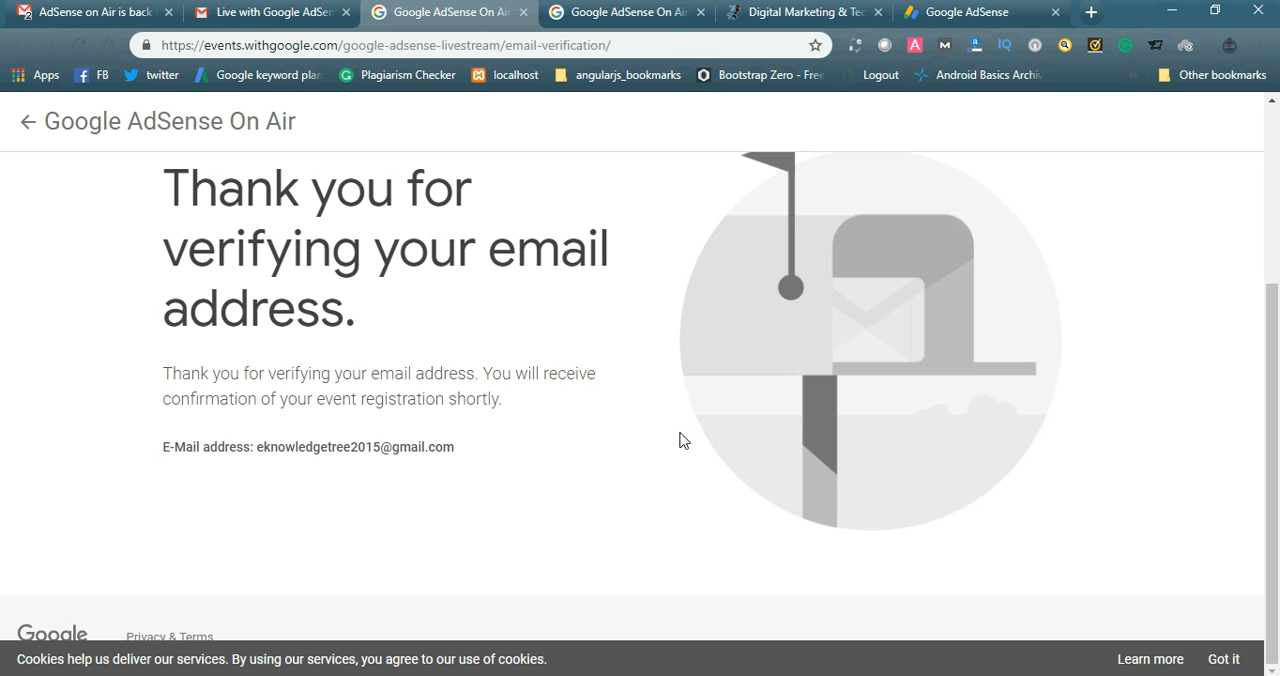 AdSense on Air is back
Live with Google AdSen
Google AdSense On Air
Google AdSense On Air
Digital Marketing & Tec
Google AdSense
https://events.withgoogle.com/google-adsense-livestream/email-verification/
Apps
FB
twitter
Google keyword plan
Plagiarism Checker
localhost
angularjs_bookmarks
Bootstrap Zero - Free
Logout
Android Basics Archiv
Other bookmarks
Google AdSense On Air
Thank you for
verifying your email
address.
Thank you for verifying your email address. You will receive
confirmation of your event registration shortly.
E-Mail address: eknowledgetree2015@gmail.com
Google
Privacy & Terms
Cookies help us deliver our services. By using our services, you agree to our use of cookies.
Learn more
Got it